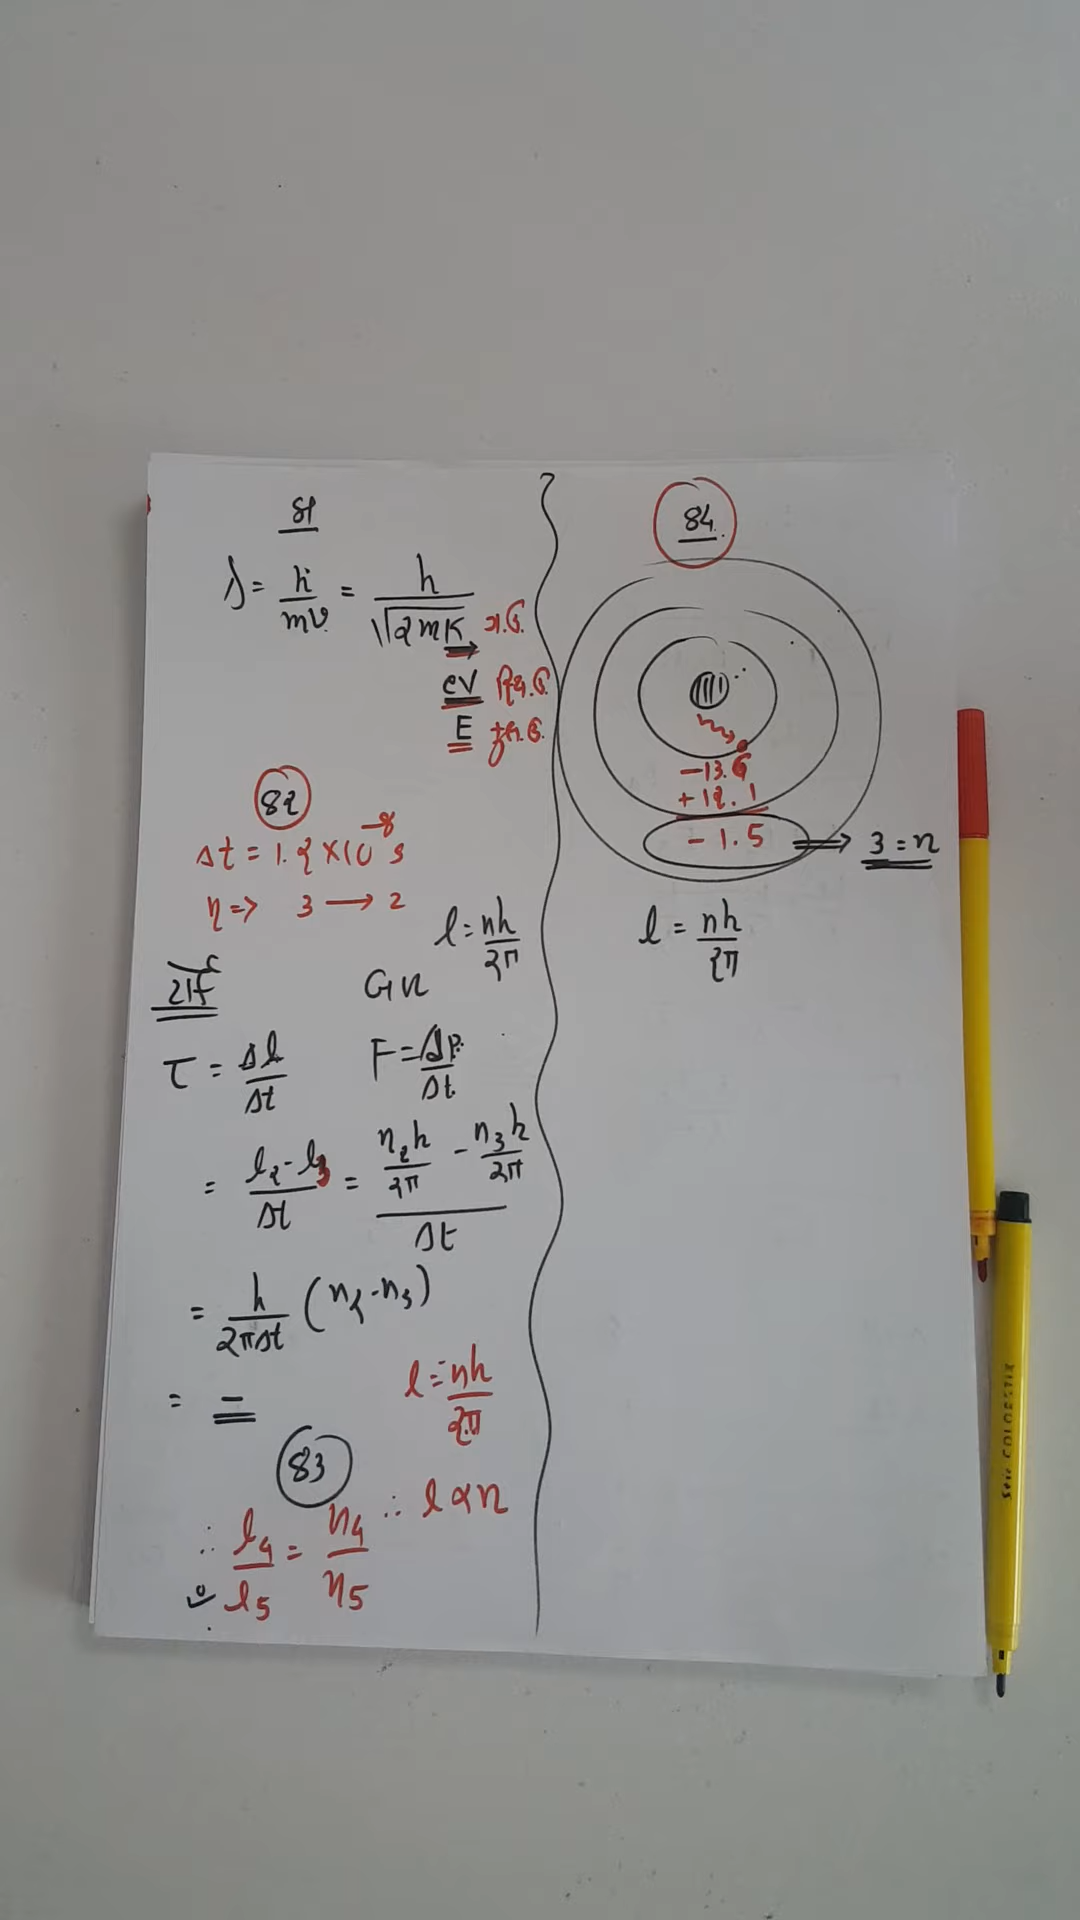 81
λ = h/mv = h/√2mK
eV
E
82
Δt = 1.2 × 10⁻⁸ s
n => 3 → 2
l = nh/2π
τ = Δl/Δt
F = Δp/Δt
= l₂ - l₃/Δt = n₂h/2π - n₃h/2π/Δt
= h/2πΔt (n₂ - n₃)
=
l = nh/2π
83
∴ l ∝ n
∴ l₄/l₅ = n₄/n₅
84
-13.6
+12.1
-1.5 ⟹ 3 = n
l = nh/2π
COLORSTIX